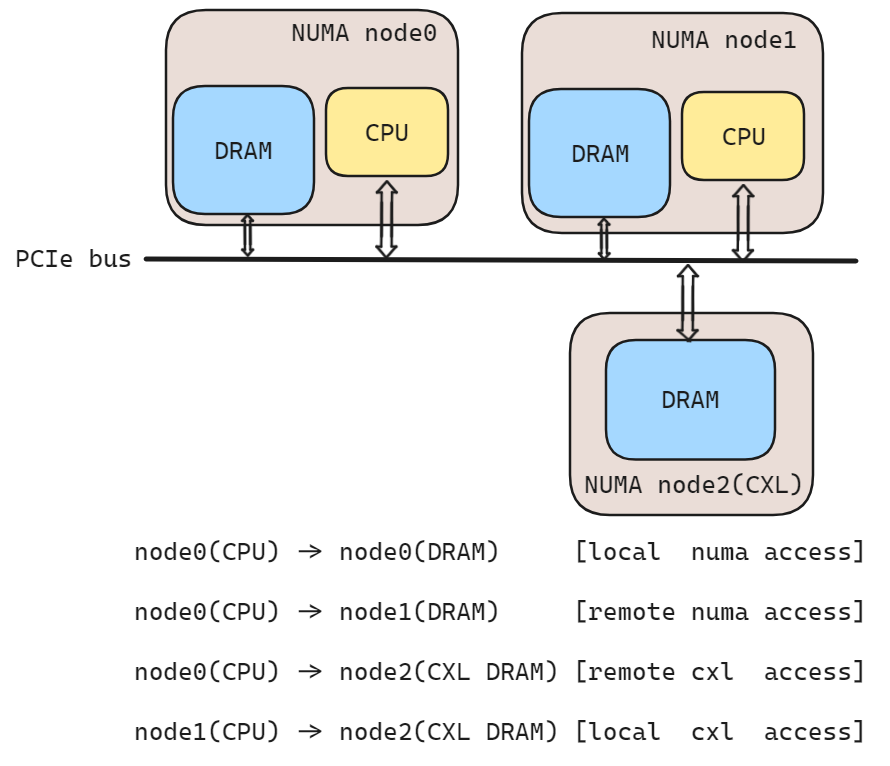 NUMA node0
NUMA node1
DRAM
CPU
DRAM
CPU
PCIe bus
DRAM
NUMA node2(CXL)
node0(CPU) → node0(DRAM) [local numa access]
node0(CPU) → node1(DRAM) [remote numa access]
node0(CPU) → node2(CXL DRAM) [remote cxl access]
node1(CPU) → node2(CXL DRAM) [local cxl access]